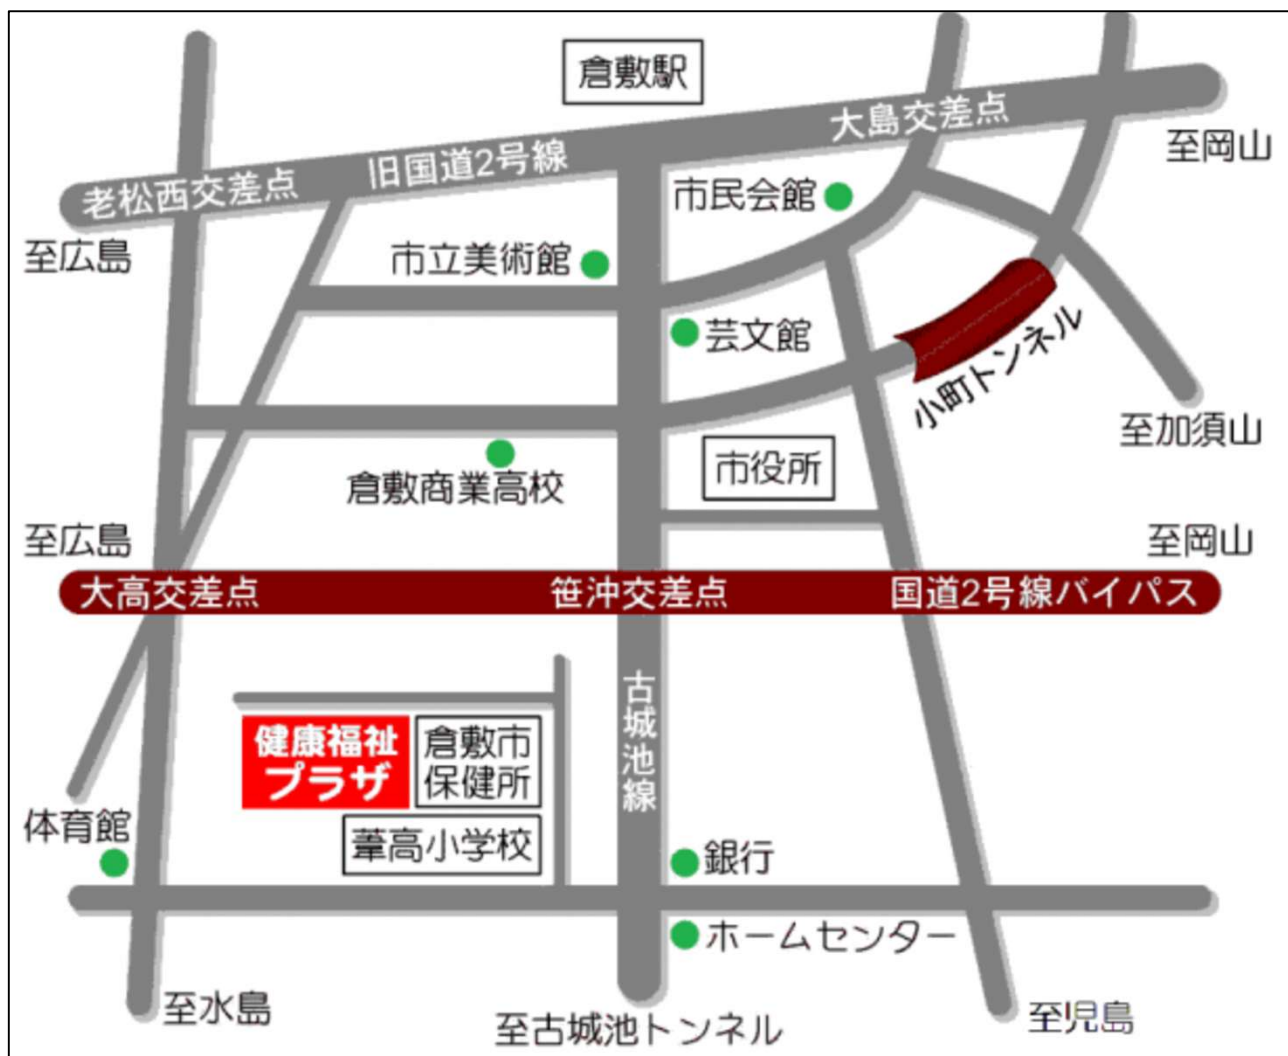 倉敷駅
大島交差点
至岡山
旧国道2号線
老松西交差点
市民会館
至広島
市立美術館
芸文館
小町トンネル
至加須山
市役所
倉敷商業高校
至広島
至岡山
大高交差点
笹沖交差点
国道2号線バイパス
古城池線
健康福祉
プラザ
倉敷市
保健所
体育館
葦高小学校
銀行
ホームセンター
至水島
至古城池トンネル
至児島